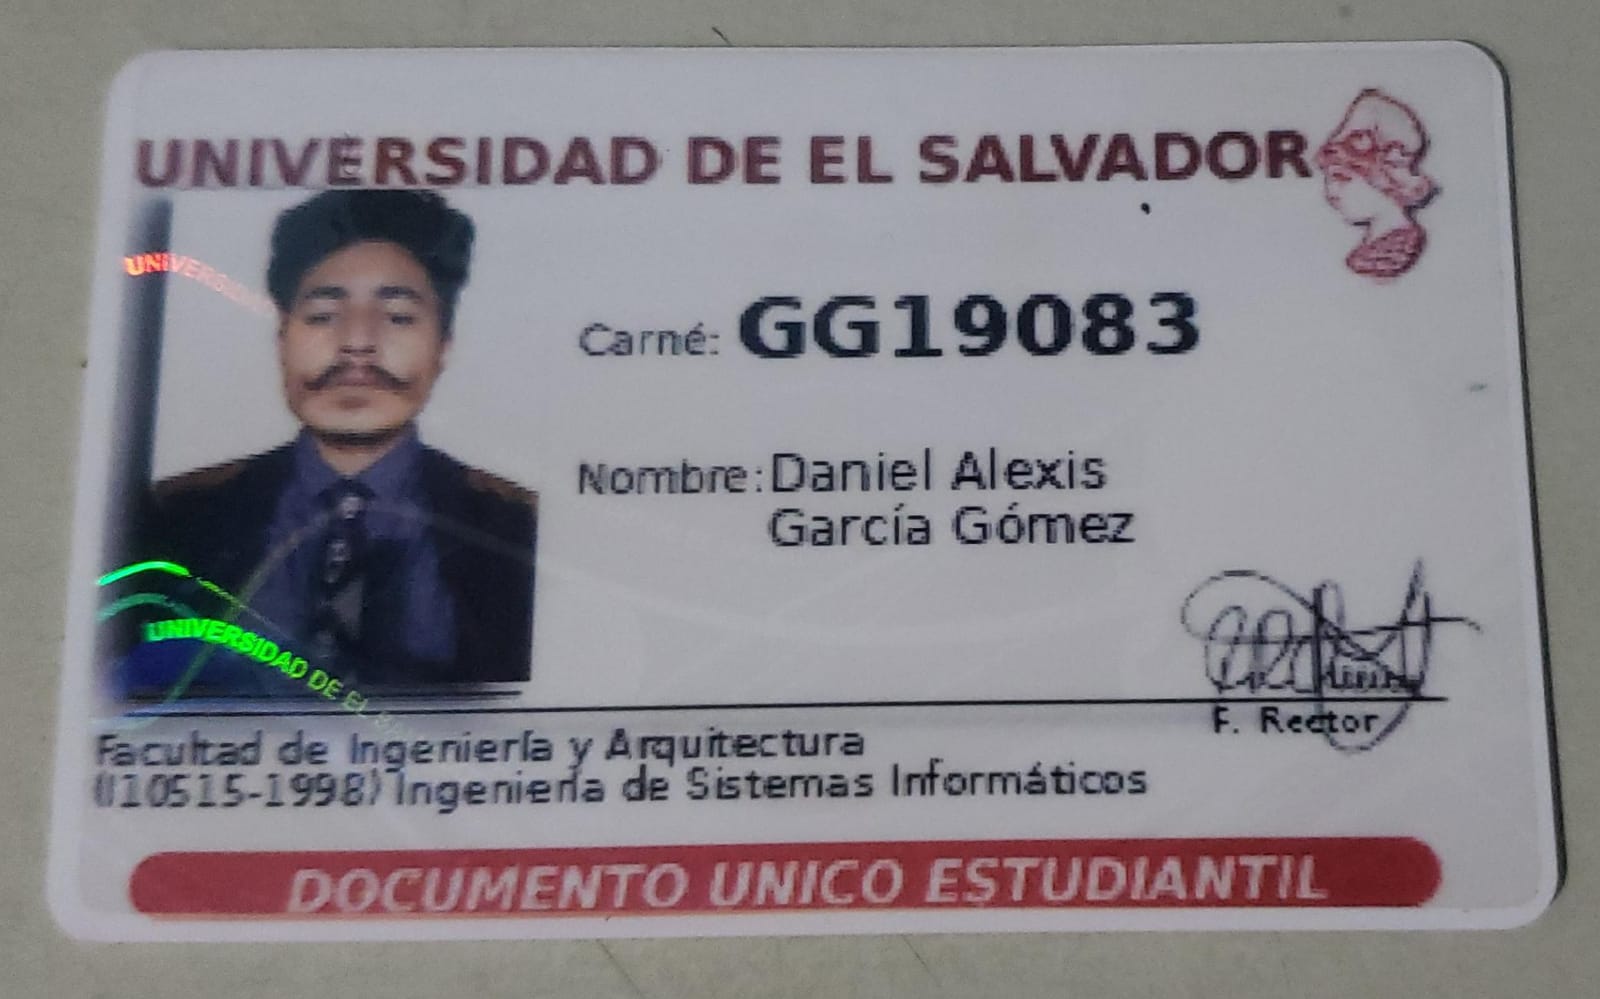 UNIVERSIDAD DE EL SALVADOR
UNIVERSIDAD
Carné: GG19083
Nombre: Daniel Alexis
García Gómez
UNIVERSIDAD DE EL
F. Rector
Facultad de Ingeniería y Arquitectura
(I10515-1998) Ingeniería de Sistemas Informáticos
DOCUMENTO UNICO ESTUDIANTIL